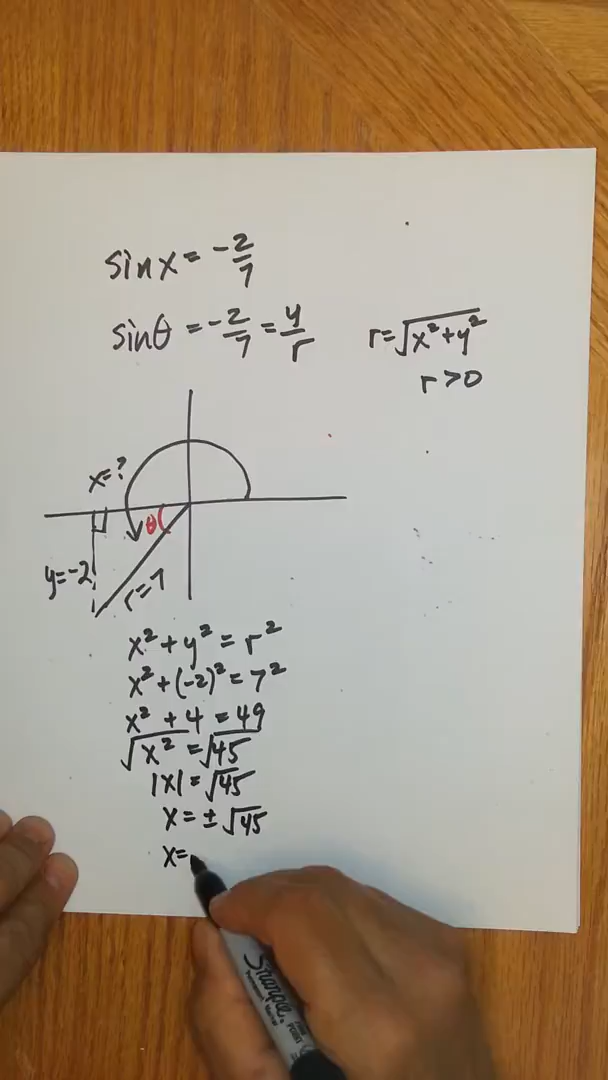 sinx = -2/7
sinθ = -2/7 = y/r
r = √x²+y²
r > 0
x=?
θ
y=-2
r=7
x² + y² = r²
x² + (-2)² = 7²
x² + 4 = 49
√x² = √45
|x| = √45
x = ± √45
x=
Sharpie